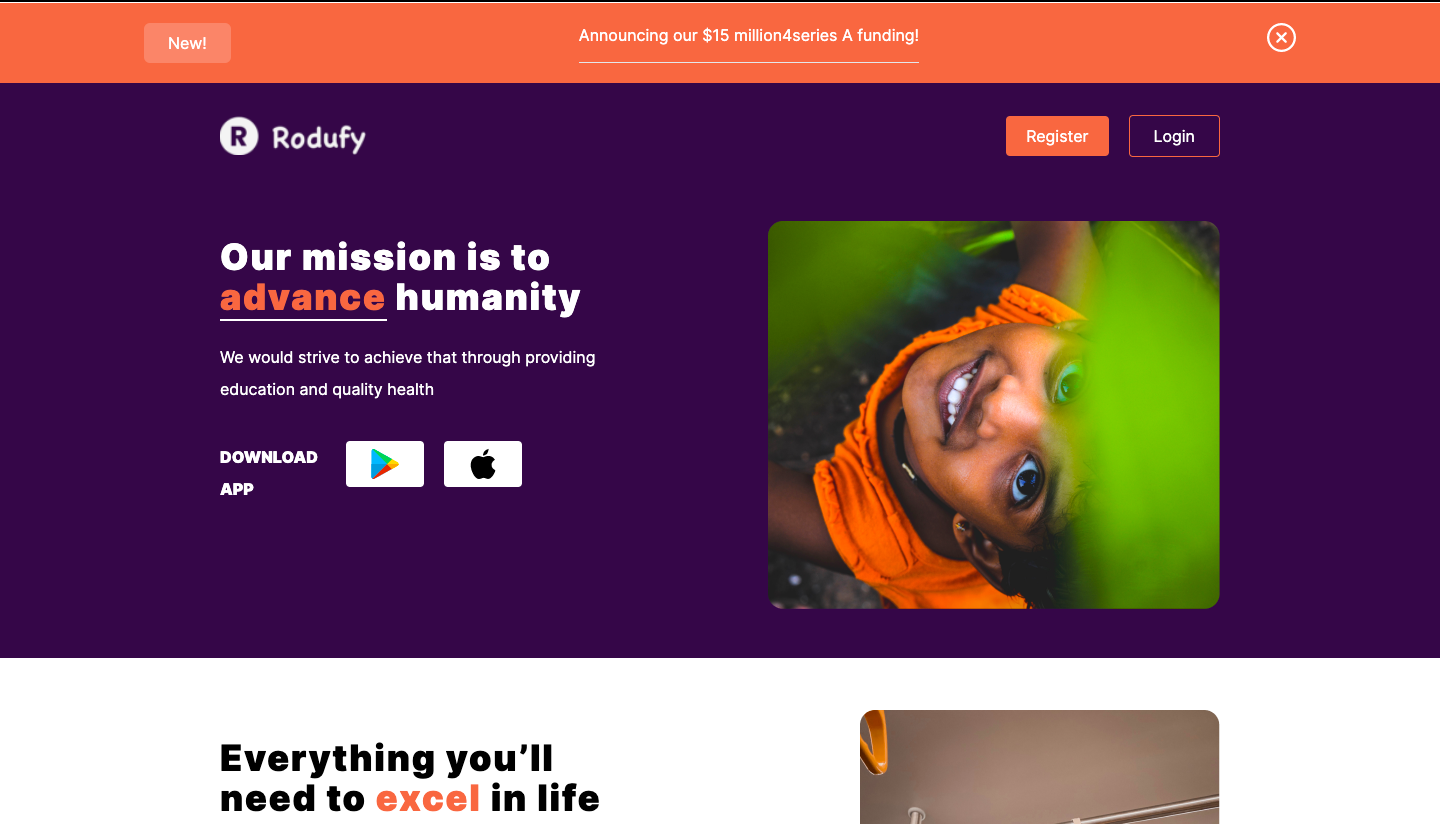 New!
Announcing our $15 million4series A funding!
R Rodufy
Register
Login
Our mission is to
advance humanity
We would strive to achieve that through providing
education and quality health
DOWNLOAD
APP
Everything you’ll
need to excel in life